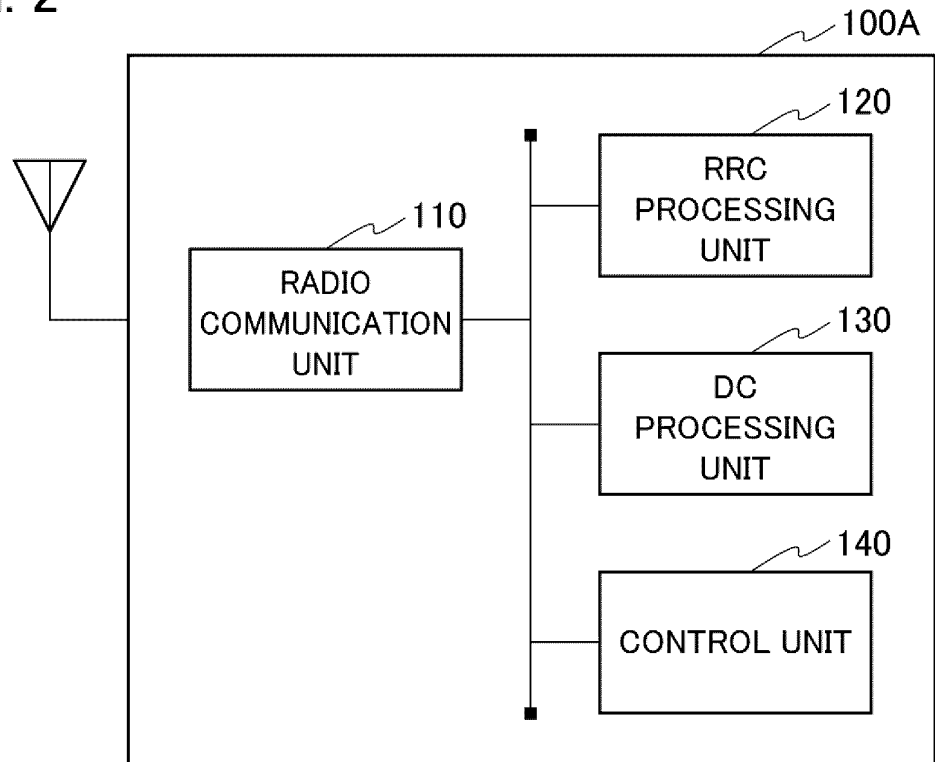 . 2
100A
120
RRC
PROCESSING
UNIT
110
RADIO
COMMUNICATION
UNIT
130
DC
PROCESSING
UNIT
140
CONTROL UNIT